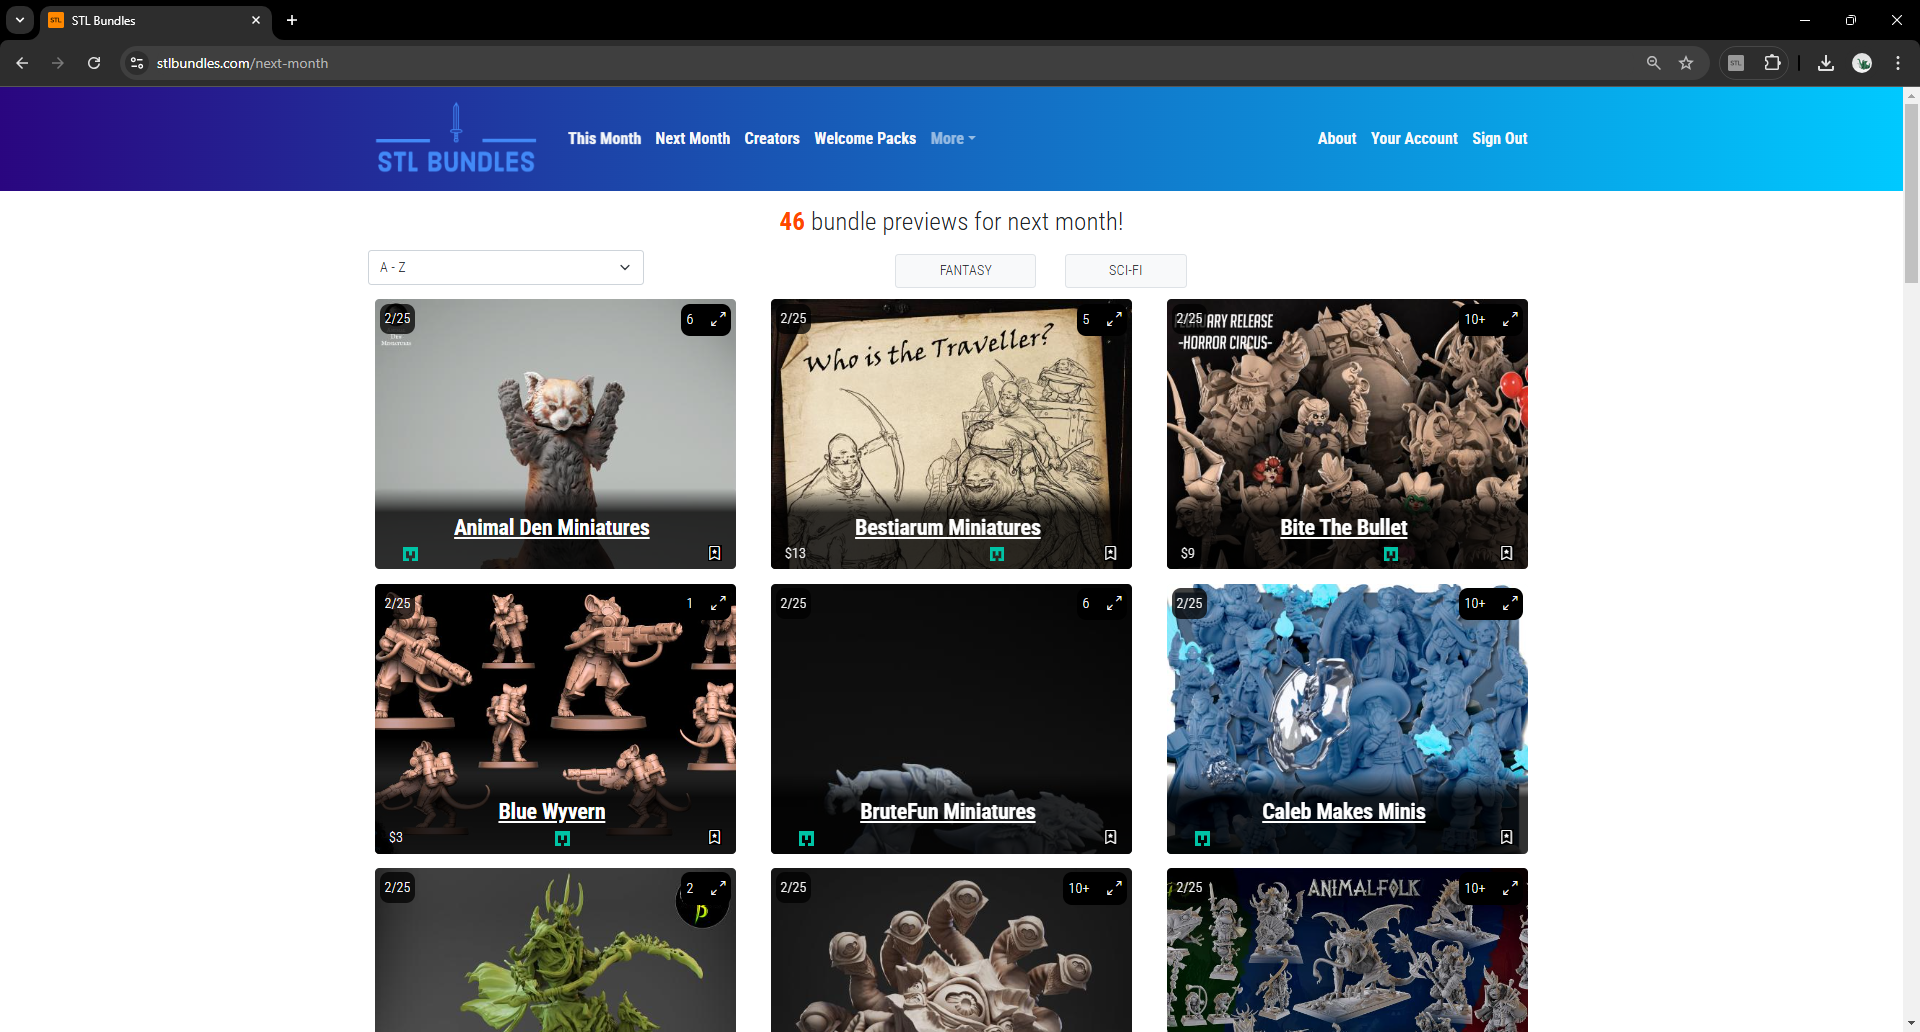 STL
STL Bundles
stlbundles.com/next-month
STL
STL BUNDLES
This Month
Next Month
Creators
Welcome Packs
More
About
Your Account
Sign Out
46 bundle previews for next month!
A - Z
FANTASY
SCI-FI
2/25
6
Animal Den Miniatures
2/25
5
Who is the Traveller?
Bestiarum Miniatures
$13
2/25
10+
ARY RELEASE
-HORROR CIRCUS-
Bite The Bullet
$9
2/25
1
Blue Wyvern
$3
2/25
6
BruteFun Miniatures
2/25
10+
Caleb Makes Minis
2/25
2
P
2/25
10+
2/25
10+
ANIMALFOLK